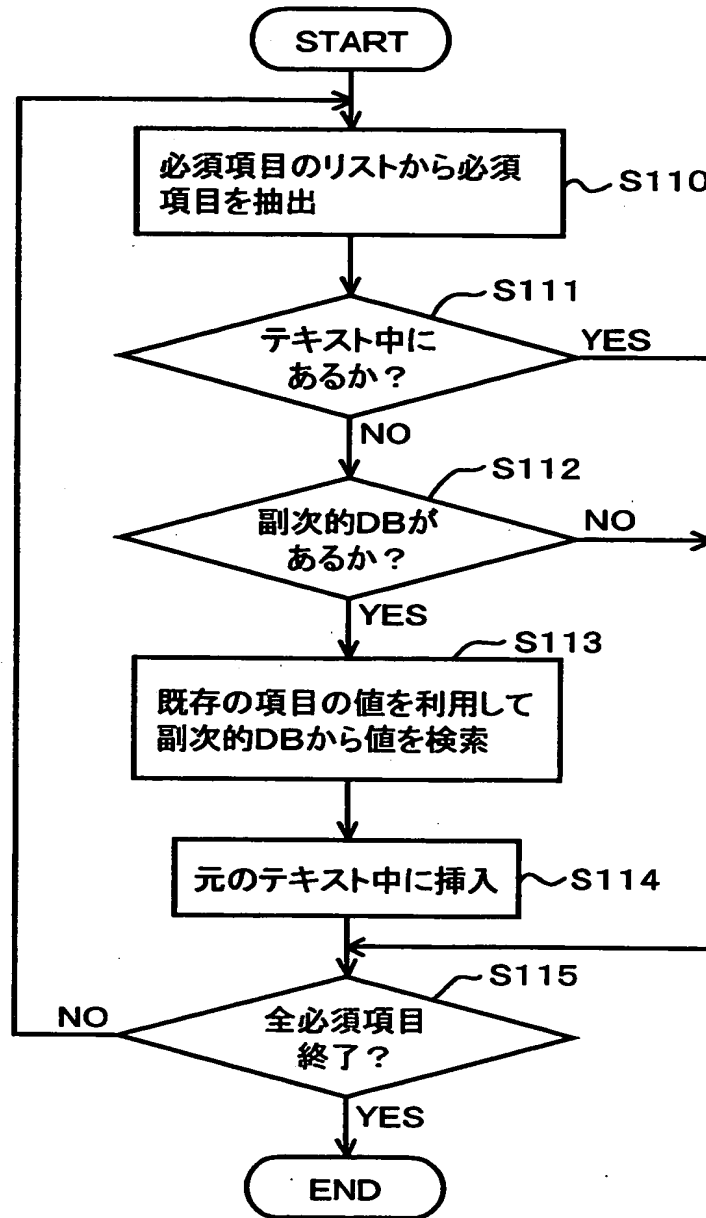 START
必須項目のリストから必須
項目を抽出
S110
S111
テキスト中に
あるか？
YES
NO
S112
副次的DBが
あるか？
NO
YES
S113
既存の項目の値を利用して
副次的DBから値を検索
元のテキスト中に挿入
S114
S115
NO
全必須項目
終了？
YES
END